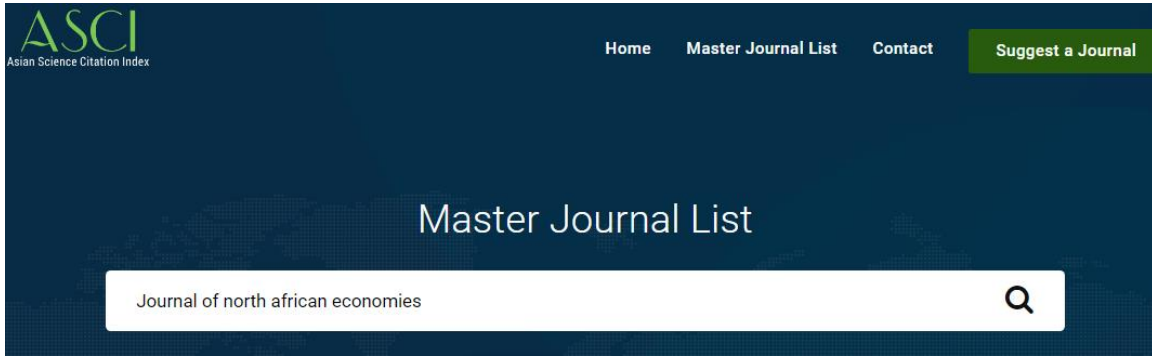 ASCI
Asian Science Citation Index
Home Master Journal List Contact Suggest a Journal
Master Journal List
Journal of north african economies